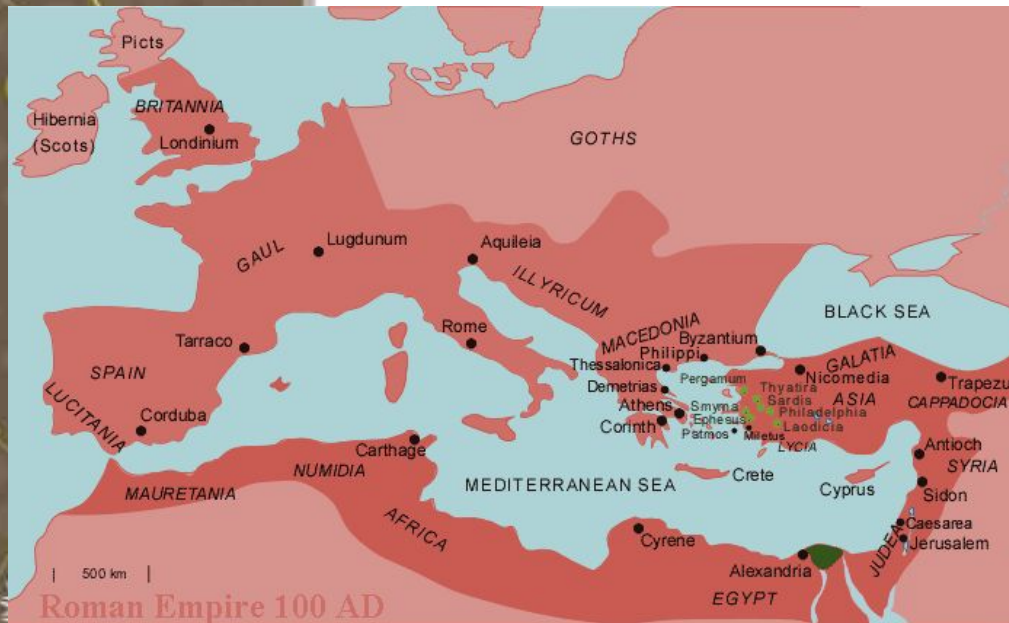 Picts
BRITANNIA
Hibernia
(Scots)
Londinium
GOTHS
GAUL
Lugdunum
Aquileia
ILLYRICUM
BLACK SEA
Rome
MACEDONIA
Byzantium
Tarraco
Philippi
GALATIA
Thessalonica
Nicomedia
SPAIN
Pergamum
Trapezu
Demetrias
Thyatira
ASIA
Sardia
CAPPADOCIA
LUCITANIA
Athens
Smyrna
Philadelphia
Corduba
Ephesus
Corinth
Laodicia
Patmos
Miletus
Carthage
LYCIA
Antioch
NUMIDIA
SYRIA
Crete
MEDITERRANEAN SEA
Cyprus
MAURETANIA
Sidon
AFRICA
Caesarea
Cyrene
JUDEA
Jerusalem
500 km
Alexandria
EGYPT
Roman Empire 100 AD